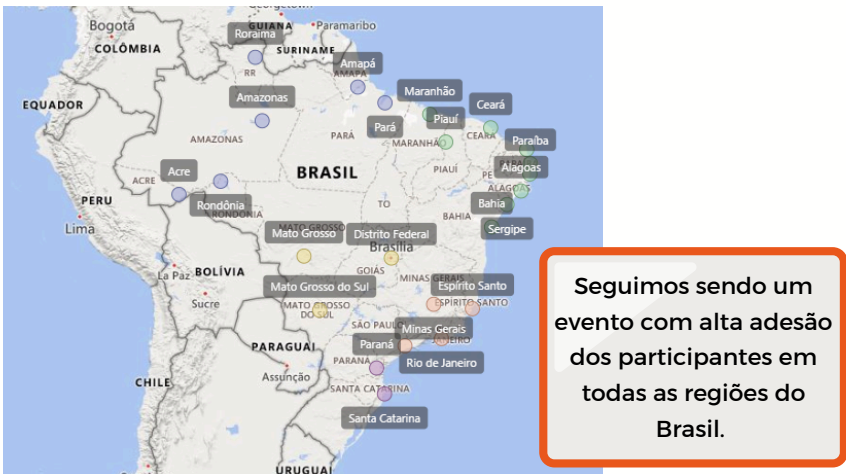 Bogotá
COLÔMBIA
Roraima
GUIANA
Paramaribo
SURINAME
RR
Amapá
AMAPÁ
EQUADOR
Amazonas
Maranhão
Ceará
Pará
Piauí
AMAZONAS
PARÁ
MARANHÃO
CEARÁ
Paraíba
Acre
ACRE
BRASIL
PIAUÍ
PE
Alagoas
ALAGOAS
PERU
Rondônia
RONDÔNIA
TO
Bahia
BAHIA
Lima
MATO GROSSO
Mato Grosso
Distrito Federal
Sergipe
Brasília
La Paz
BOLÍVIA
GOIÁS
MINAS GERAIS
Mato Grosso do Sul
Espírito Santo
Sucre
MATO GROSSO
DO SUL
ESPÍRITO SANTO
SÃO PAULO
Minas Gerais
PARAGUAI
Paraná
JANEIRO
PARANÁ
Rio de Janeiro
CHILE
Assunção
SANTA CATARINA
Santa Catarina
URUGUAI
Seguimos sendo um
evento com alta adesão
dos participantes em
todas as regiões do
Brasil.